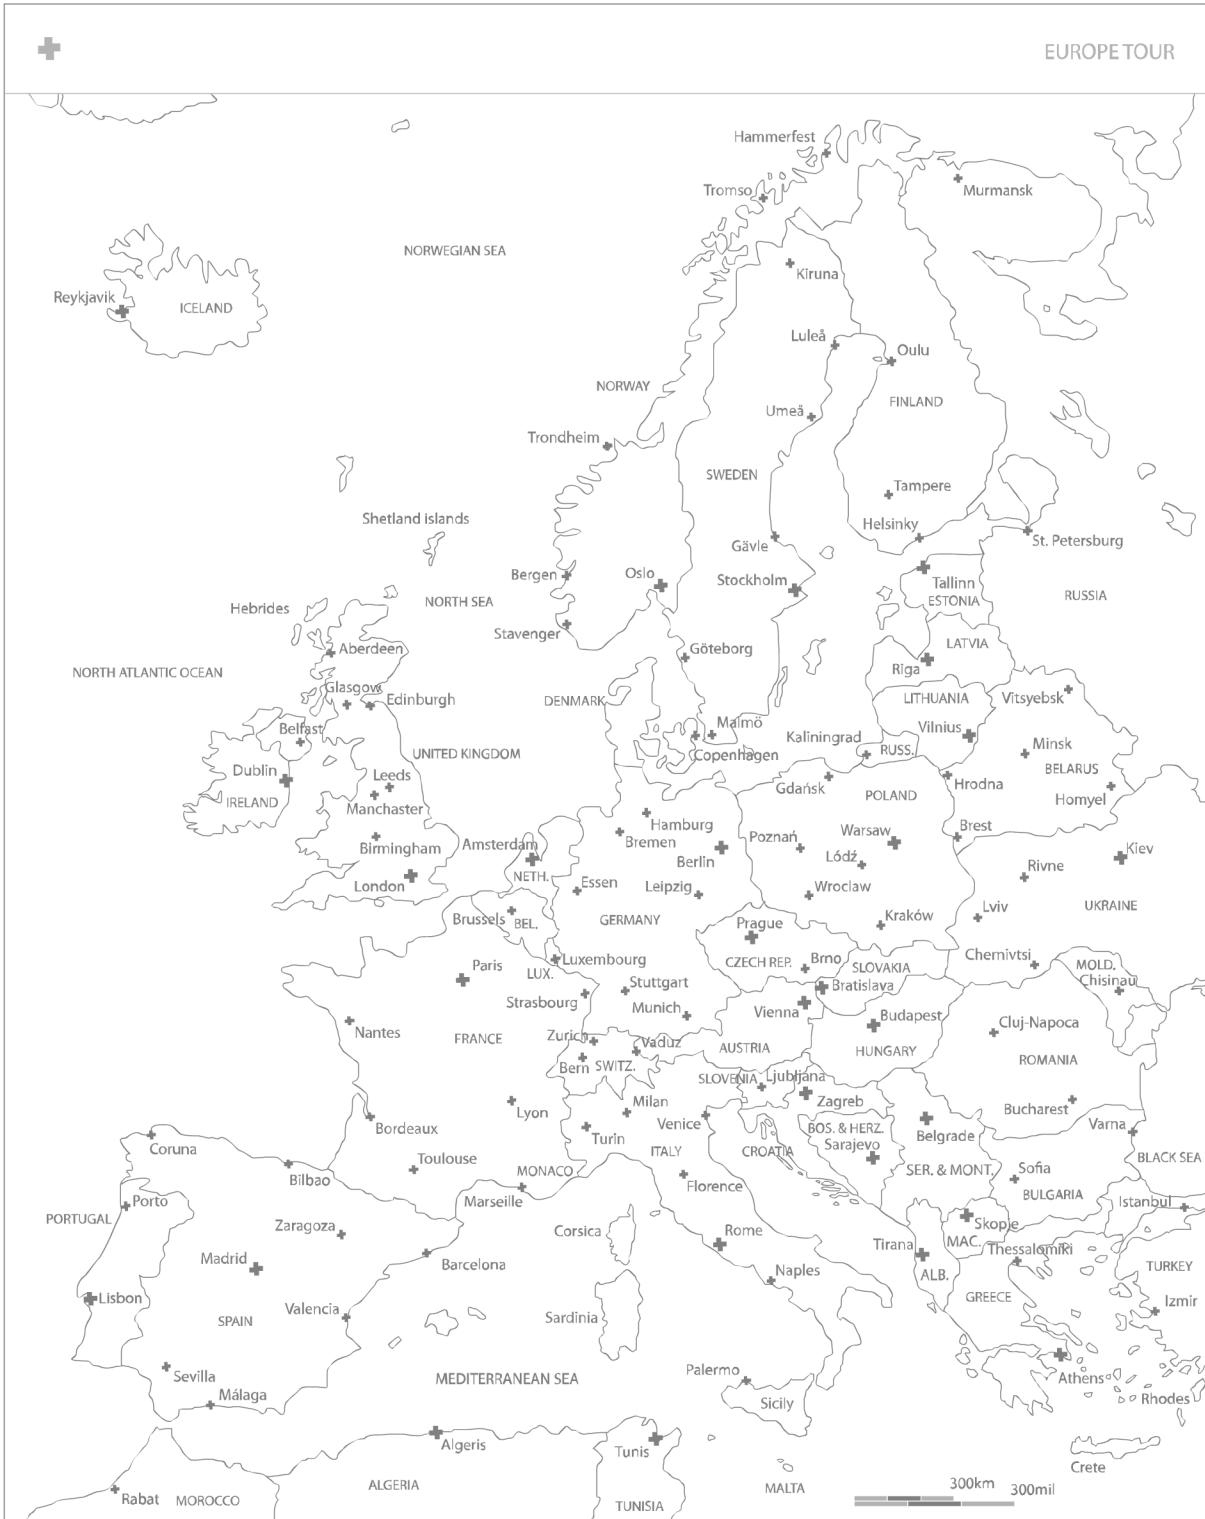 EUROPE TOUR
Hammerfest
Tromso
Murmansk
NORWEGIAN SEA
Kiruna
Reykjavik
ICELAND
Luleå
Oulu
NORWAY
FINLAND
Umeå
Trondheim
SWEDEN
Tampere
Shetland islands
Helsinky
Gävle
St. Petersburg
Bergen
Oslo
Stockholm
Tallinn
Hebrides
NORTH SEA
ESTONIA
RUSSIA
Stavenger
Aberdeen
Göteborg
LATVIA
NORTH ATLANTIC OCEAN
Riga
Glasgow
Edinburgh
DENMARK
LITHUANIA
Vitsyebsk
Belfast
Malmö
Vilnius
Kaliningrad
UNITED KINGDOM
Copenhagen
RUSS.
Minsk
Dublin
Leeds
BELARUS
IRELAND
Manchaster
Gdańsk
POLAND
Hrodna
Homyel
Hamburg
Birmingham
Amsterdam
Bremen
Poznań
Warsaw
Brest
Berlin
Lódź
Kiev
London
NETH.
Essen
Leipzig
Wroclaw
Rivne
Brussels
BEL.
GERMANY
Prague
Kraków
Lviv
UKRAINE
Paris
LUX.
Luxembourg
CZECH REP.
Brno
SLOVAKIA
Chernivtsi
MOLD.
Chisinau
Strasbourg
Stuttgart
Bratislava
Munich
Vienna
Budapest
Nantes
FRANCE
Zurich
Vaduz
AUSTRIA
HUNGARY
Cluj-Napoca
Bern
SWITZ.
ROMANIA
SLOVENIA
Ljubljana
Lyon
Milan
Zagreb
Bucharest
Bordeaux
Turin
Venice
BOS. & HERZ.
Belgrade
Varna
Coruna
ITALY
CROATIA
Sarajevo
Toulouse
MONACO
SER. & MONT.
Sofia
BLACK SEA
Bilbao
Marseille
Florence
BULGARIA
Porto
Istanbul
PORTUGAL
Zaragoza
Corsica
Rome
Skopje
Madrid
Barcelona
Tirana
MAC.
Thessalomiki
Naples
ALB.
TURKEY
Lisbon
Valencia
Sardinia
GREECE
Izmir
SPAIN
Sevilla
MEDITERRANEAN SEA
Palermo
Athens
Málaga
Sicily
Rhodes
Algeris
Tunis
Crete
Rabat
MOROCCO
ALGERIA
TUNISIA
MALTA
300km
300mil